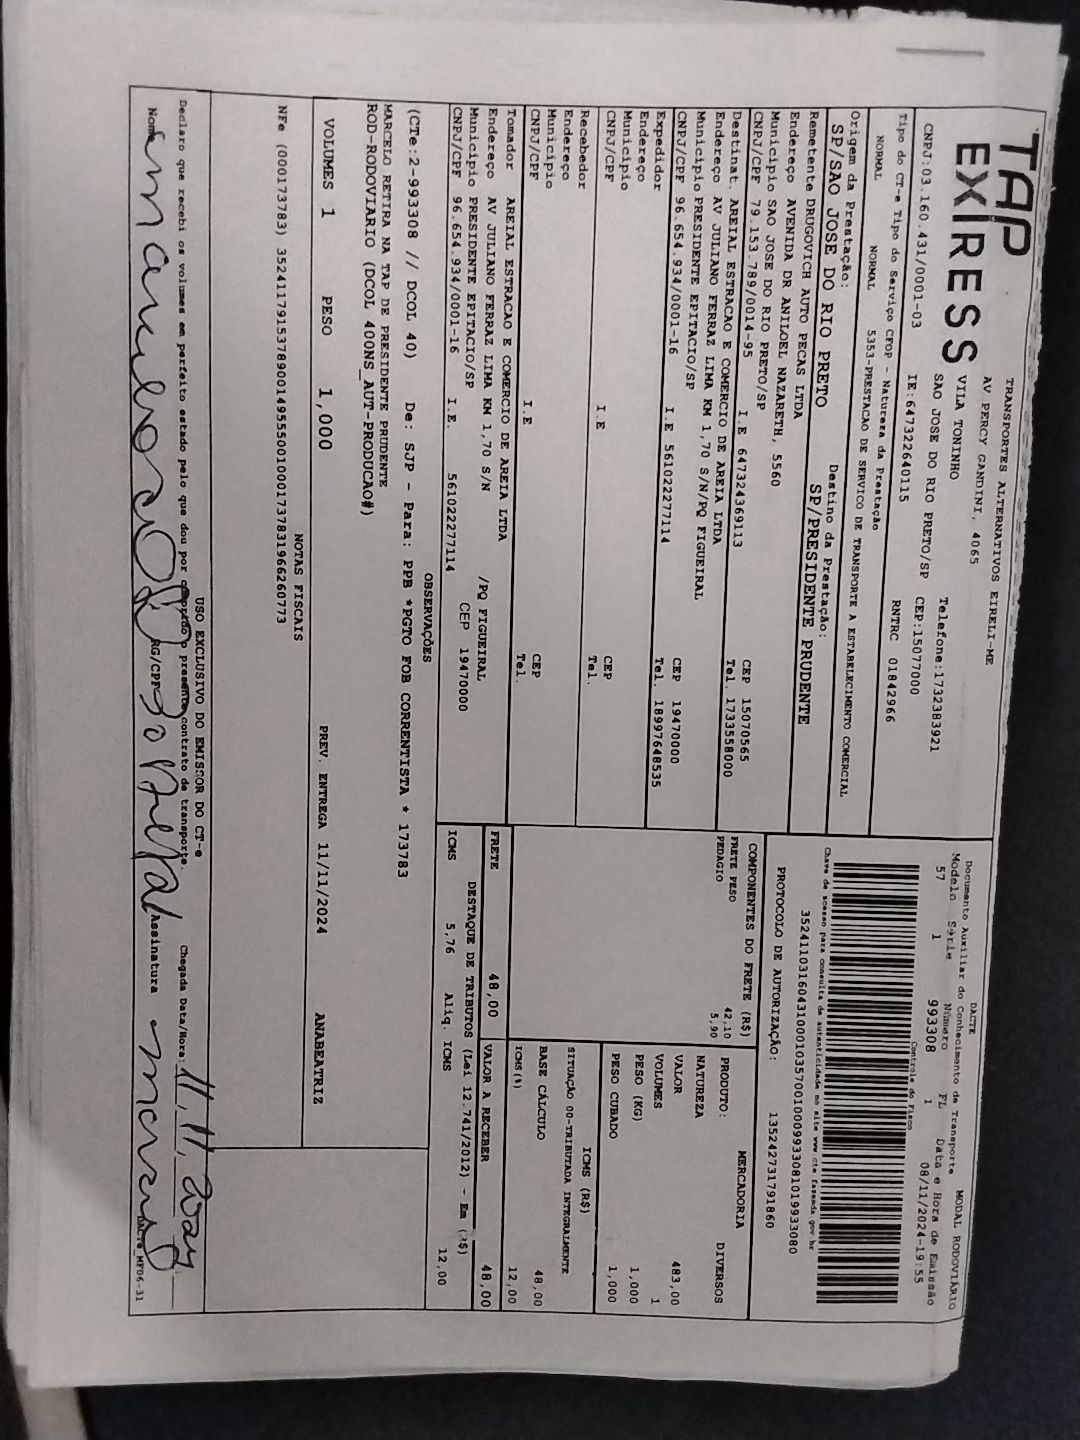 TAP
EXPRESS
TRANSPORTES ALTERNATIVOS EIRELI-ME
AV PERCY GANDINI, 4065
VILA TONINHO
SAO JOSE DO RIO PRETO/SP CEP:15077000
Telefone:1732383921
CNPJ:03.160.431/0001-03 IE:647322640115 RNTRC 01842966
Tipo do CT-e Tipo do Serviço CFOP - Natureza da Prestação
NORMAL NORMAL 5353-PRESTACAO DE SERVICO DE TRANSPORTE A ESTABELECIMENTO COMERCIAL
Origem da Prestação: Destino da Prestação:
SP/SAO JOSE DO RIO PRETO SP/PRESIDENTE PRUDENTE
Remetente DRUGOVICH AUTO PECAS LTDA
Endereço AVENIDA DR ANILOEL NAZARETH, 5560
Municipio SAO JOSE DO RIO PRETO/SP CEP 15070565
CNPJ/CPF 79.153.789/0014-95 I.E 647324369113 Tel. 1733558000
Destinat. AREIAL ESTRACAO E COMERCIO DE AREIA LTDA
Endereço AV JULIANO FERRAZ LIMA KM 1,70 S/N/PQ FIGUEIRAL
Municipio PRESIDENTE EPITACIO/SP CEP 19470000
CNPJ/CPF 96.654.934/0001-16 I.E 561022277114 Tel. 18997648535
Expedidor
Endereço
Municipio CEP
CNPJ/CPF I.E Tel.
Recebedor
Endereço
Municipio CEP
CNPJ/CPF I.E Tel.
Tomador AREIAL ESTRACAO E COMERCIO DE AREIA LTDA
Endereço AV JULIANO FERRAZ LIMA KM 1,70 S/N /PQ FIGUEIRAL
Municipio PRESIDENTE EPITACIO/SP CEP 19470000
CNPJ/CPF 96.654.934/0001-16 I.E. 561022277114
DACTE MODAL RODOVIÁRIO
Documento Auxiliar do Conhecimento de Transporte
Modelo Série Número FL Data e Hora de Emissão
57 1 993308 1 08/11/2024-19:55
Controle do Fisco
Chave de acesso para consulta de autenticidade no site www.cte.fazenda.gov.br
35241103160431000103570010009933081019933080
PROTOCOLO DE AUTORIZAÇÃO: 135242731791860
COMPONENTES DO FRETE (R$)
FRETE PESO 42,10
PEDAGIO 5,90
FRETE 48,00
MERCADORIA
PRODUTO: DIVERSOS
NATUREZA
VALOR 483,00
VOLUMES 1
PESO (KG) 1,000
PESO CUBADO 1,000
ICMS (R$)
SITUAÇÃO 00-TRIBUTADA INTEGRALMENTE
BASE CÁLCULO 48,00
ICMS(%) 12,00
VALOR A RECEBER 48,00
DESTAQUE DE TRIBUTOS (Lei 12.741/2012) - Em (R$)
ICMS 5,76 Aliq. ICMS 12,00
OBSERVAÇÕES
(CTe:2-993308 // DCOL 40) De: SJP - Para: PPB *PGTO FOB CORRENTISTA * 173783
MARCELO RETIRA NA TAP DE PRESIDENTE PRUDENTE
ROD-RODOVIARIO (DCOL 400NS_AUT-PRODUCAO#)
VOLUMES 1 PESO 1,000 PREV. ENTREGA 11/11/2024 ANABEATRIZ
NOTAS FISCAIS
NFe (000173783) 35241179153789001495550010001737831966260773
USO EXCLUSIVO DO EMISSOR DO CT-e
Declaro que recebi os volumes em perfeito estado pelo que dou por cumprido o presente contrato de transporte.
Chegada Data/Hora: 11, 11,
Nome RG/CPF Assinatura
DACTE_MF06-31